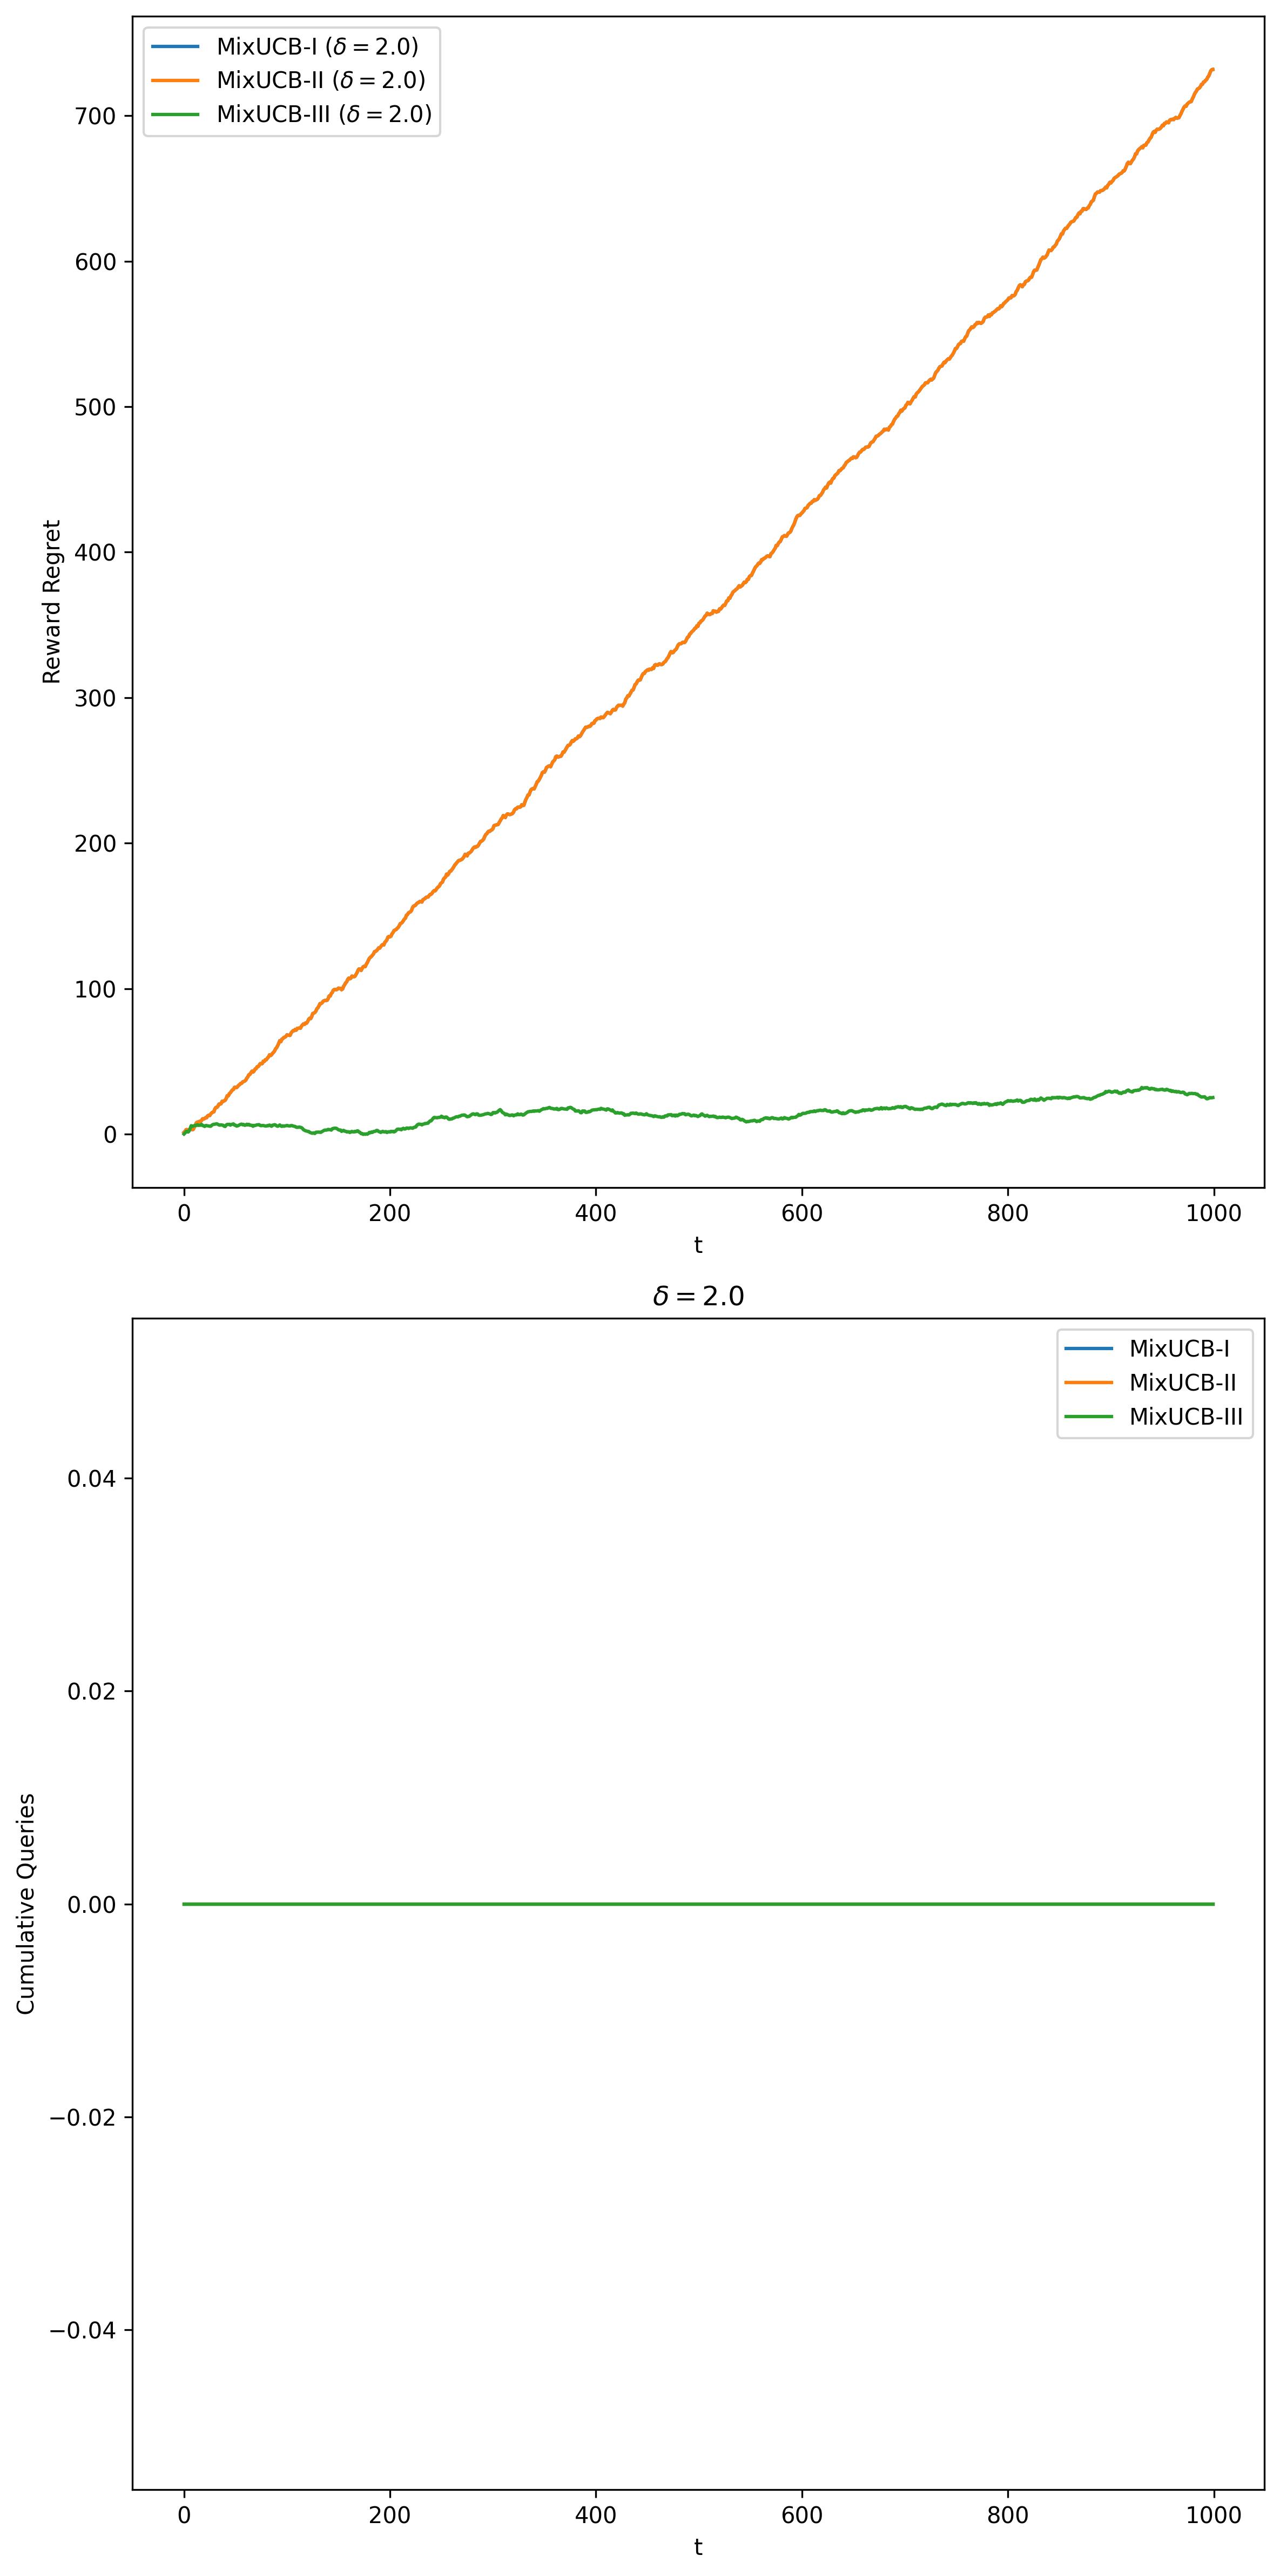 MixUCB-I (δ = 2.0)
MixUCB-II (δ = 2.0)
MixUCB-III (δ = 2.0)
700
600
500
400
300
200
100
0
Reward Regret
0 200 400 600 800 1000
t
δ = 2.0
MixUCB-I
MixUCB-II
MixUCB-III
0.04
0.02
0.00
−0.02
−0.04
Cumulative Queries
0 200 400 600 800 1000
t